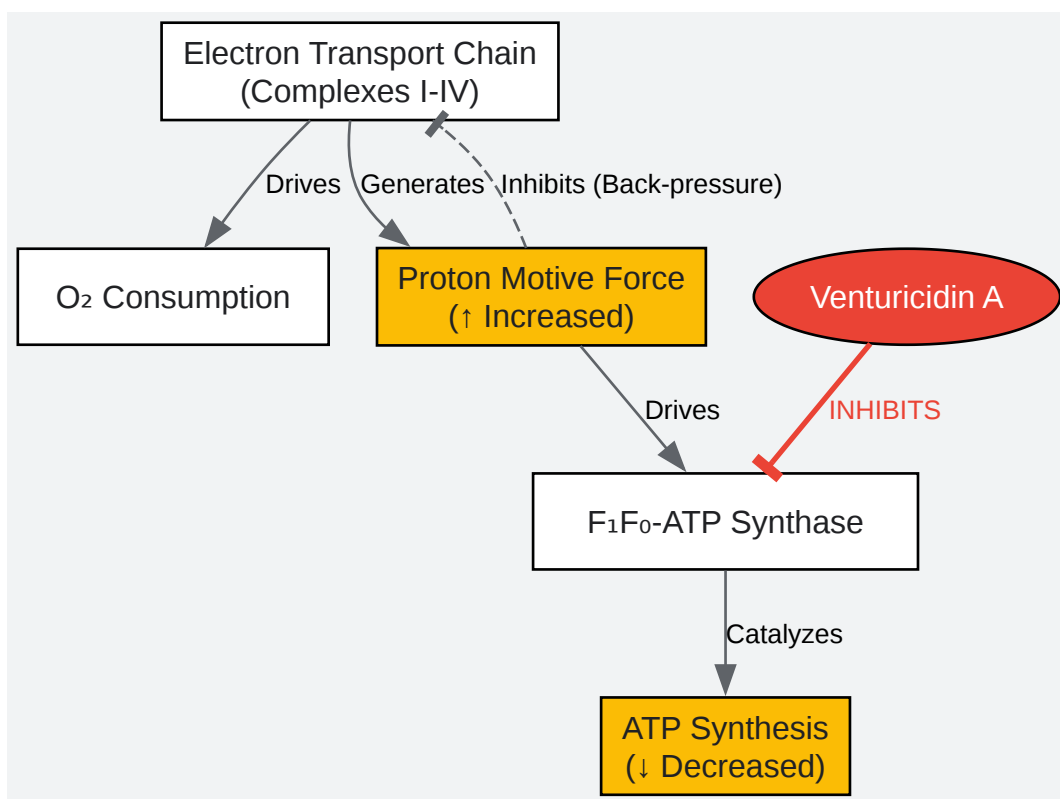 Electron Transport Chain
(Complexes I-IV)
Drives
Generates
Inhibits (Back-pressure)
O₂ Consumption
Proton Motive Force
(↑ Increased)
Venturicidin A
Drives
INHIBITS
F₁F₀-ATP Synthase
Catalyzes
ATP Synthesis
(↓ Decreased)